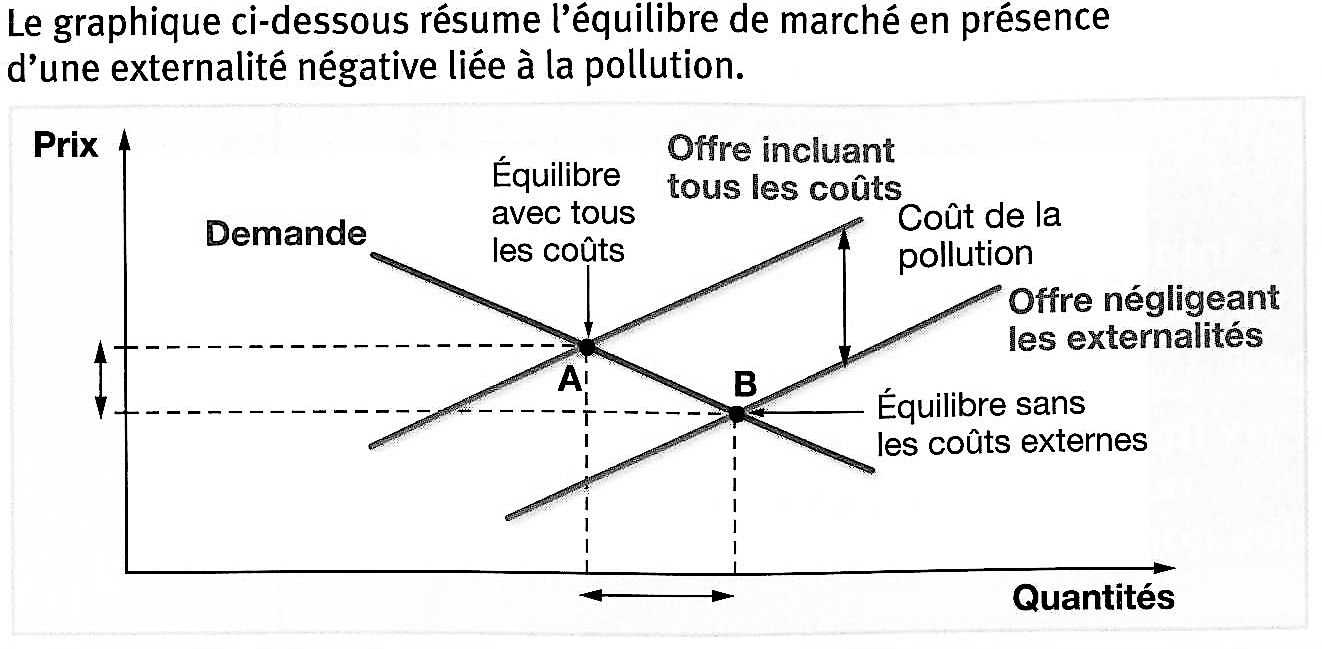 Le graphique ci-dessous résume l'équilibre de marché en présence
d'une externalité négative liée à la pollution.
Prix
Demande
Équilibre
avec tous
les coûts
Offre incluant
tous les coûts
Coût de la
pollution
Offre négligeant
les externalités
A
B
Équilibre sans
les coûts externes
Quantités